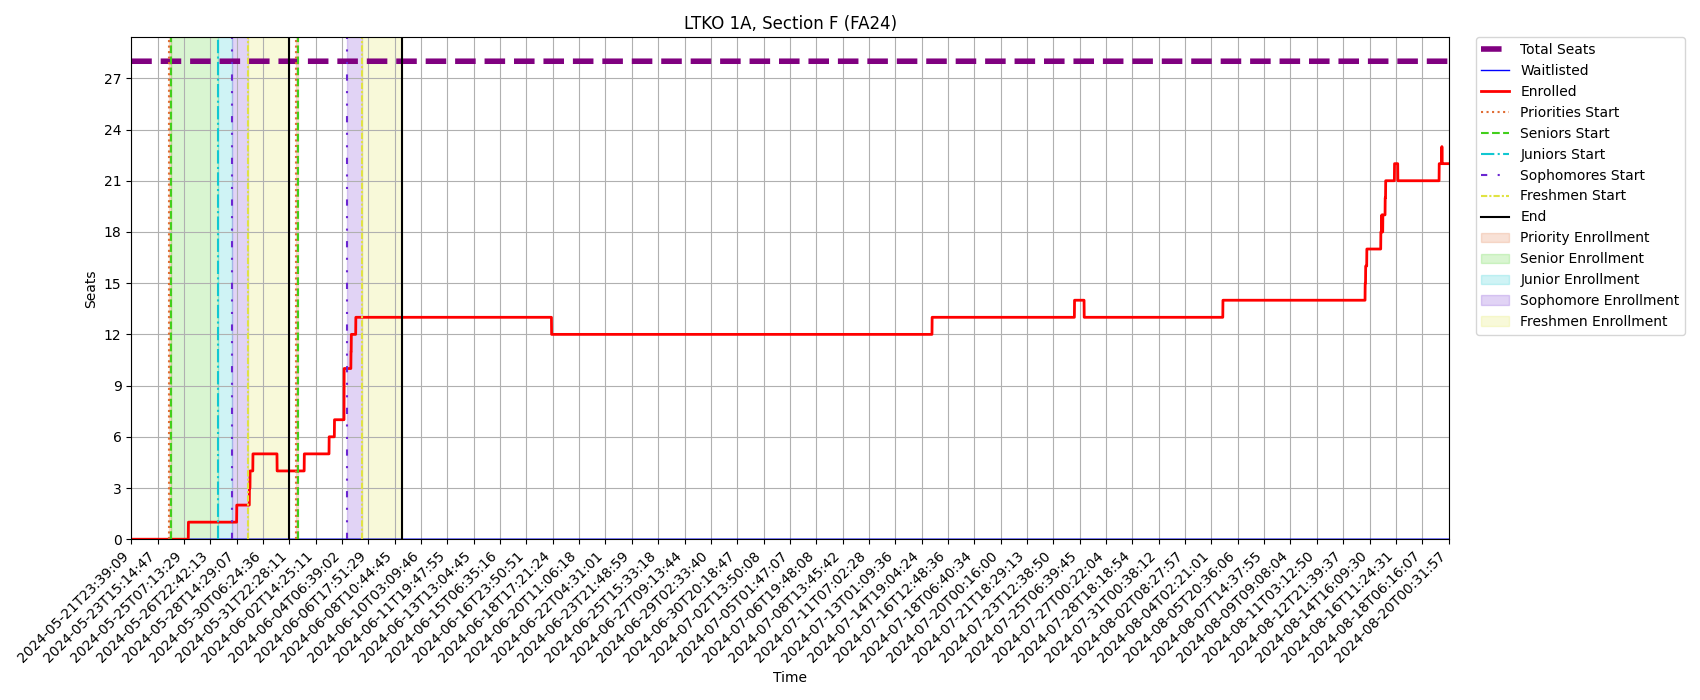 LTKO 1A, Section F (FA24)
Seats
27
24
21
18
15
12
9
6
3
0
2024-05-21T23:39:09
2024-05-23T15:14:47
2024-05-25T07:13:29
2024-05-26T22:42:13
2024-05-28T14:29:07
2024-05-30T06:24:36
2024-05-31T22:28:11
2024-06-02T14:25:11
2024-06-04T06:39:02
2024-06-06T17:51:29
2024-06-08T10:44:45
2024-06-10T03:09:46
2024-06-11T19:47:55
2024-06-13T13:04:45
2024-06-15T06:35:16
2024-06-16T23:50:51
2024-06-18T17:21:24
2024-06-20T11:06:18
2024-06-22T04:31:01
2024-06-23T21:48:59
2024-06-25T15:33:18
2024-06-27T09:13:44
2024-06-29T02:33:40
2024-06-30T20:18:47
2024-07-02T13:50:08
2024-07-05T01:47:07
2024-07-06T19:48:08
2024-07-08T13:45:42
2024-07-11T07:02:28
2024-07-13T01:09:36
2024-07-14T19:04:24
2024-07-16T12:48:36
2024-07-18T06:40:34
2024-07-20T00:16:00
2024-07-21T18:29:13
2024-07-23T12:38:50
2024-07-25T06:39:45
2024-07-27T00:22:04
2024-07-28T18:18:54
2024-07-31T00:38:12
2024-08-02T08:27:57
2024-08-04T02:21:01
2024-08-05T20:36:06
2024-08-07T14:37:55
2024-08-09T09:08:04
2024-08-11T03:12:50
2024-08-12T21:39:37
2024-08-14T16:09:30
2024-08-16T11:24:31
2024-08-18T06:16:07
2024-08-20T00:31:57
Time
Total Seats
Waitlisted
Enrolled
Priorities Start
Seniors Start
Juniors Start
Sophomores Start
Freshmen Start
End
Priority Enrollment
Senior Enrollment
Junior Enrollment
Sophomore Enrollment
Freshmen Enrollment